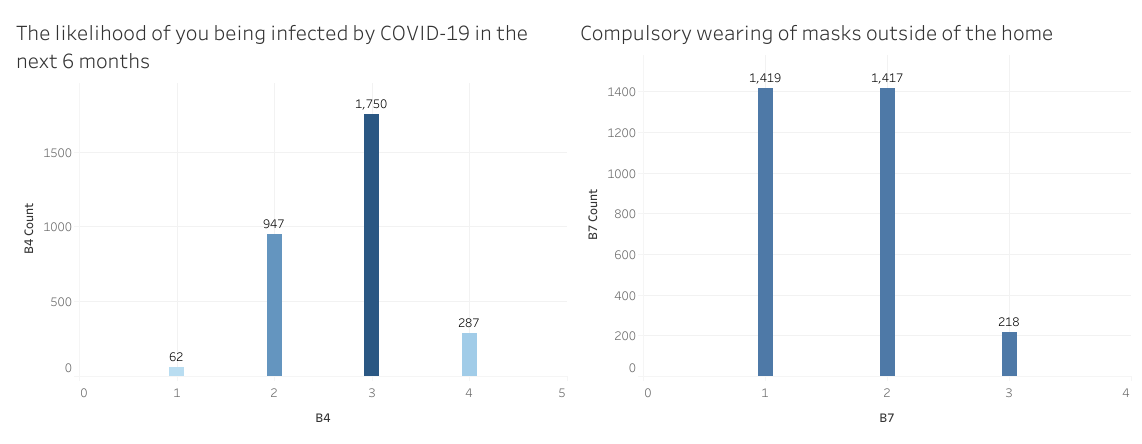 The likelihood of you being infected by COVID-19 in the
next 6 months
1,750
1500
947
1000
B4 Count
500
287
62
0
0 1 2 3 4 5
B4
Compulsory wearing of masks outside of the home
1,419 1,417
1400
1200
1000
800
B7 Count
600
400
218
200
0
0 1 2 3 4
B7